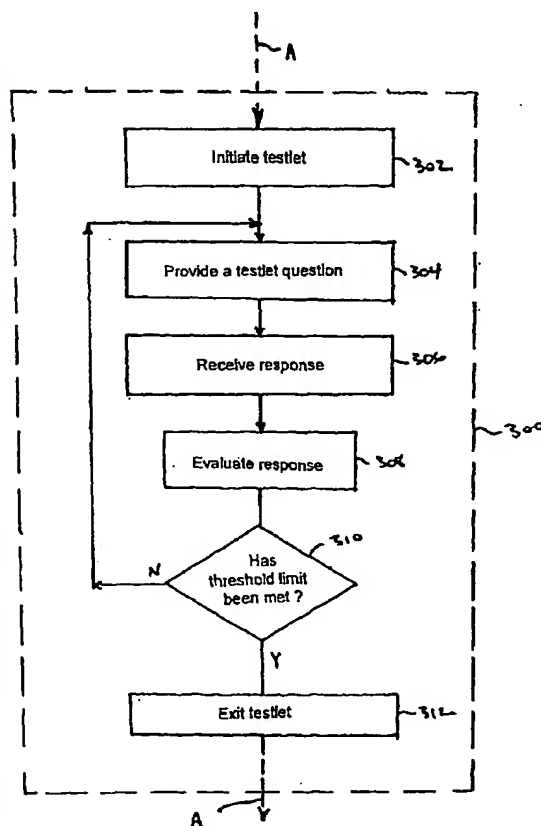 A
Initiate testlet
302
Provide a testlet question
304
Receive response
306
Evaluate response
308
300
310
Has
threshold limit
been met ?
N
Y
Exit testlet
312
A